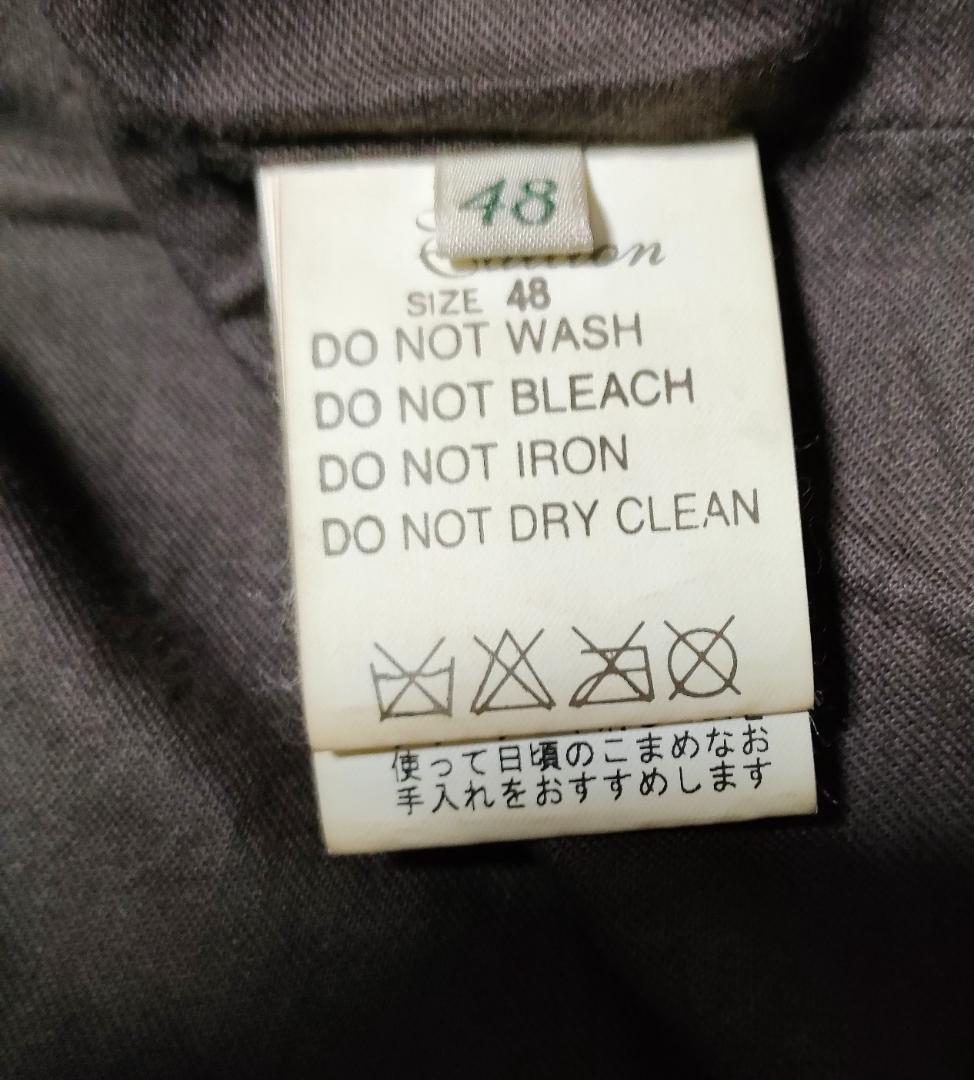 48
SIZE 48
DO NOT WASH
DO NOT BLEACH
DO NOT IRON
DO NOT DRY CLEAN
使って日頃のこまめなお
手入れをおすすめします